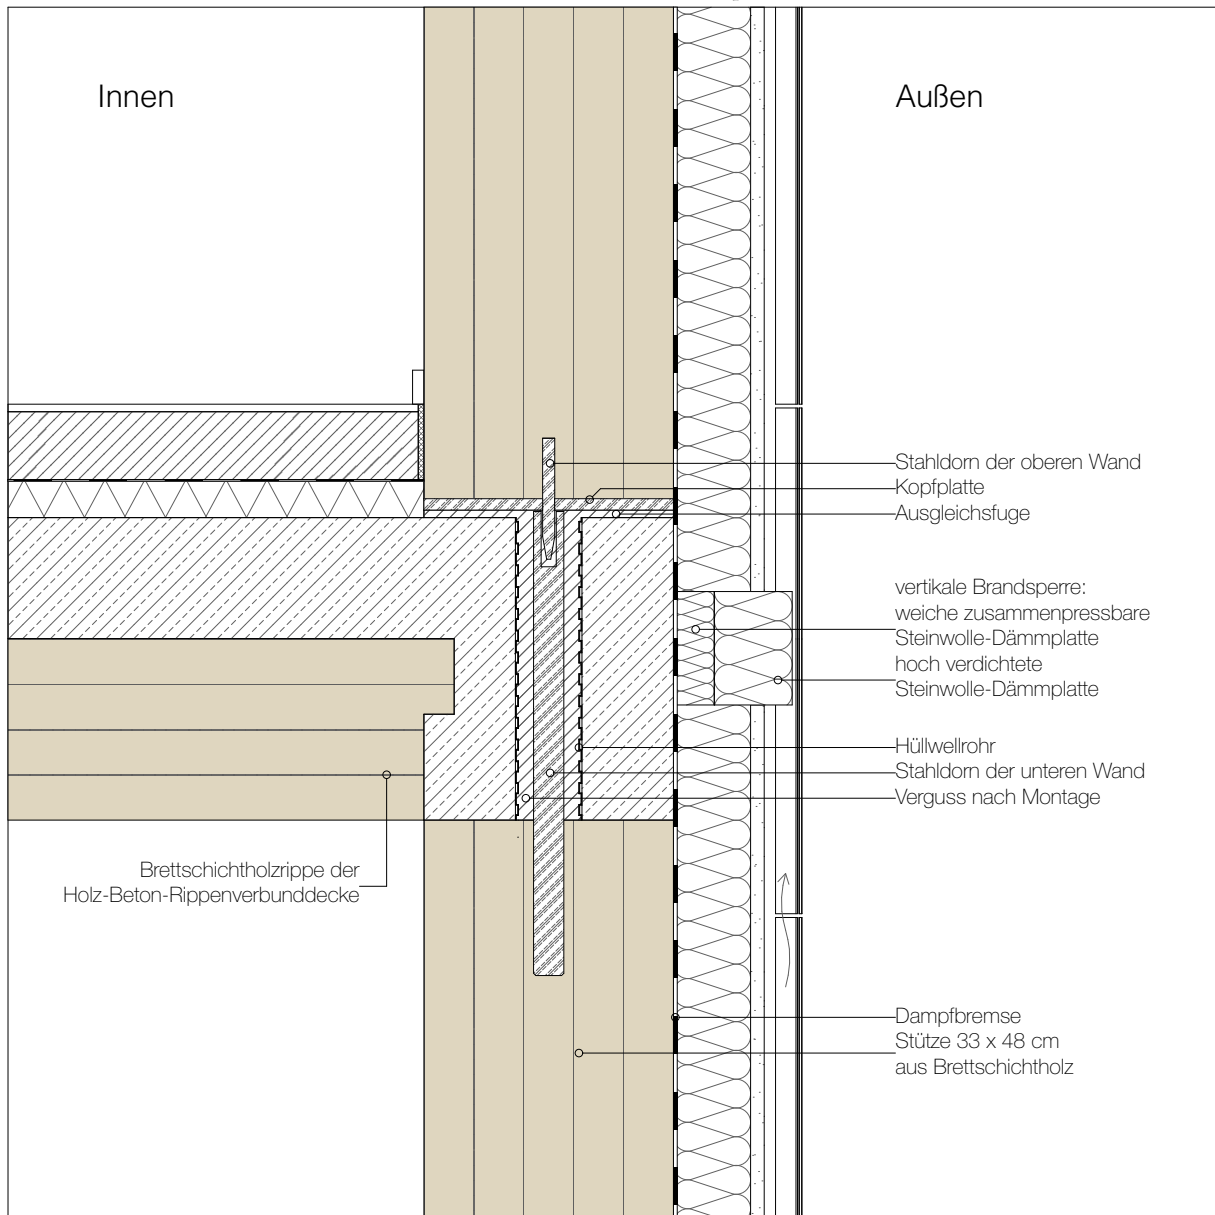 Innen
Außen
Stahldorn der oberen Wand
Kopfplatte
Ausgleichsfuge
vertikale Brandsperre:
weiche zusammenpressbare
Steinwolle-Dämmplatte
hoch verdichtete
Steinwolle-Dämmplatte
Hüllwellrohr
Stahldorn der unteren Wand
Verguss nach Montage
Brettschichtholzrippe der
Holz-Beton-Rippenverbunddecke
Dampfbremse
Stütze 33 x 48 cm
aus Brettschichtholz